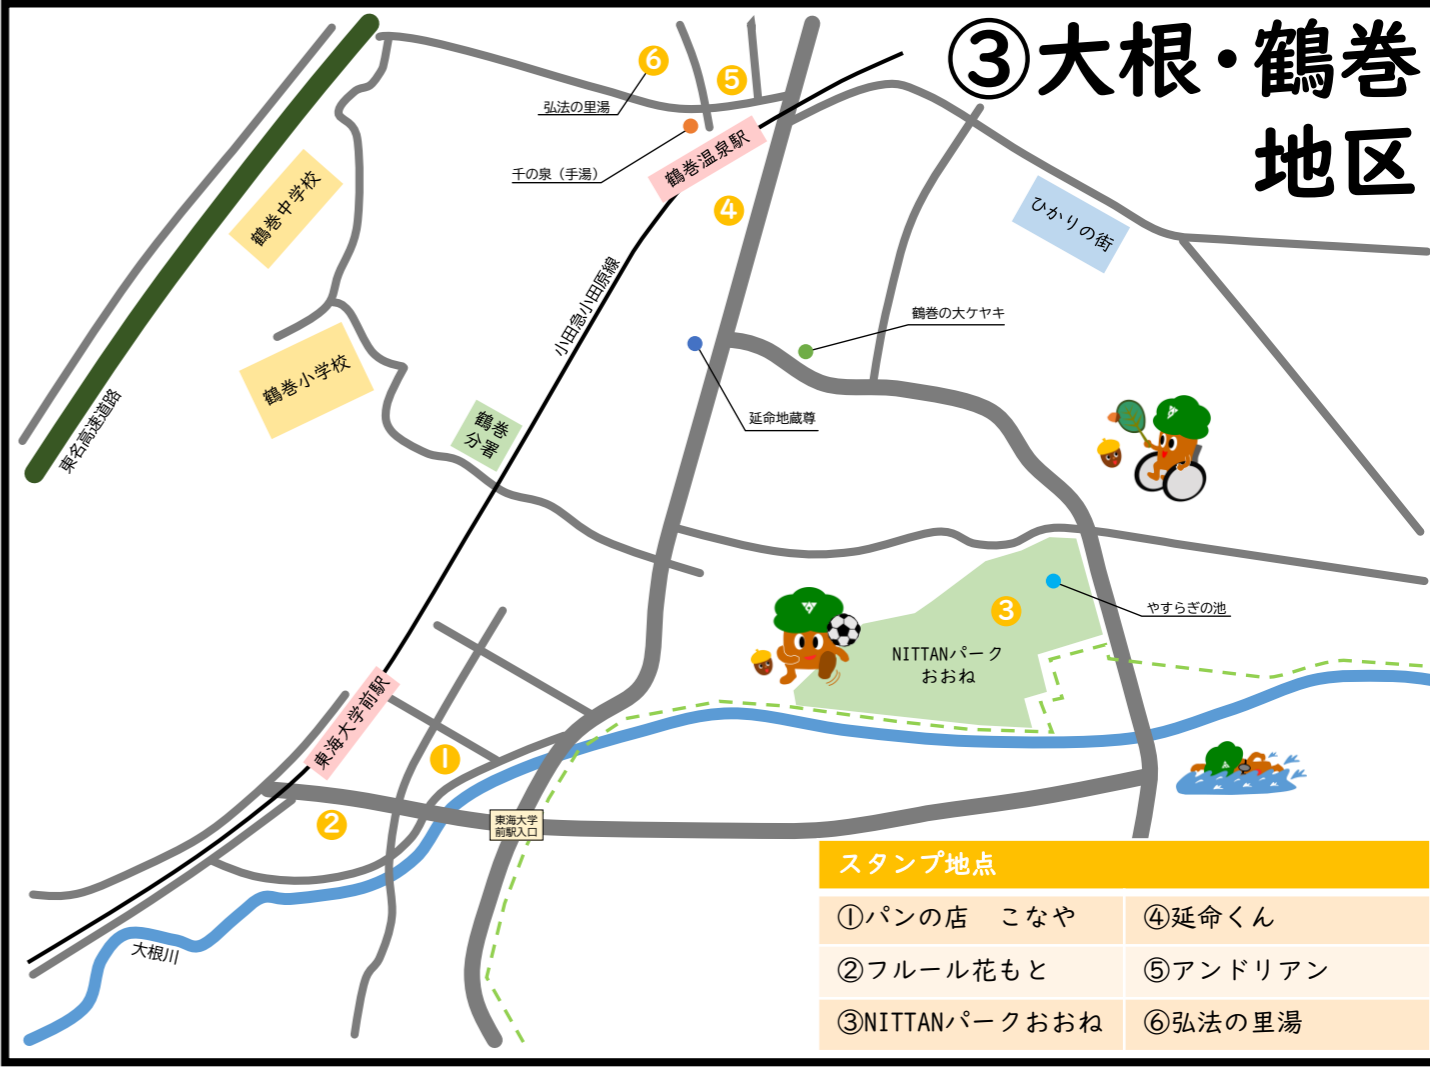 ③大根・鶴巻
地区
⑥
⑤
弘法の里湯
千の泉（手湯）
鶴巻温泉駅
④
鶴巻中学校
ひかりの街
小田急小田原線
鶴巻の大ケヤキ
鶴巻小学校
延命地蔵尊
東名高速道路
鶴巻
分署
③
やすらぎの池
NITTANパーク
おおね
東海大学前駅
①
②
東海大学
前駅入口
大根川
スタンプ地点
①パンの店　こなや
④延命くん
②フルール花もと
⑤アンドリアン
③NITTANパークおおね
⑥弘法の里湯